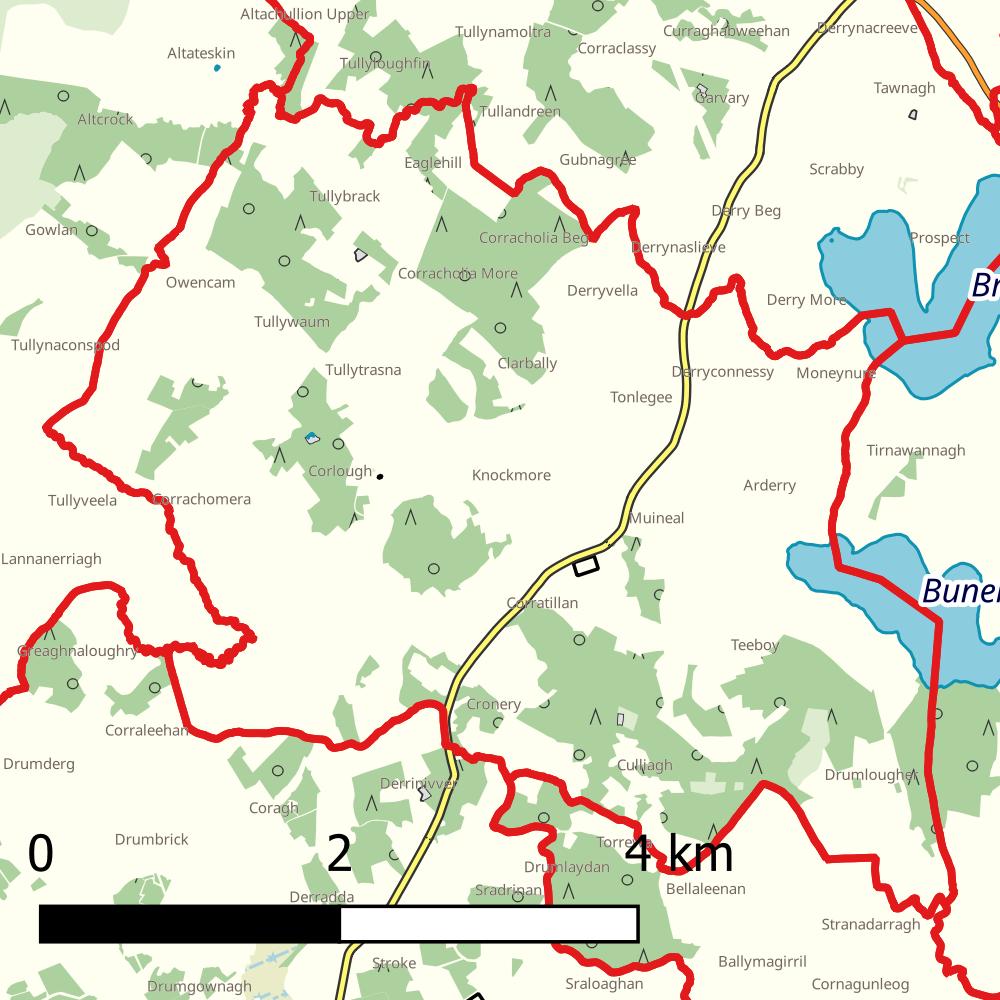 Altachullion Upper
Tullynamoltra
Curraghabweehan
Derrynacreeve
Corraclassy
Altateskin
Tullyloughfin
Tawnagh
Garvary
Tullandreen
Altcrock
Gubnagree
Eaglehill
Scrabby
Tullybrack
Derry Beg
Gowlan
Corracholia Beg
Prospect
Derrynaslieve
Corracholia More
Owencam
Br
Derryvella
Derry More
Tullywaum
Tullynaconspod
Clarbally
Tullytrasna
Derryconnessy
Moneynure
Tonlegee
Tirnawannagh
Corlough
Knockmore
Arderry
Tullyveela
Corrachomera
Muineal
Lannanerriagh
Bune
Corratillan
Teeboy
Greaghnaloughry
Cronery
Corraleehan
Drumderg
Culliagh
Drumlougher
Derrinivver
Coragh
Drumbrick
Torrewa
0 2 4 km
Drumlaydan
Bellaleenan
Sradrinan
Derradda
Stranadarragh
Stroke
Ballymagirril
Drumgownagh
Sraloaghan
Cornagunleog